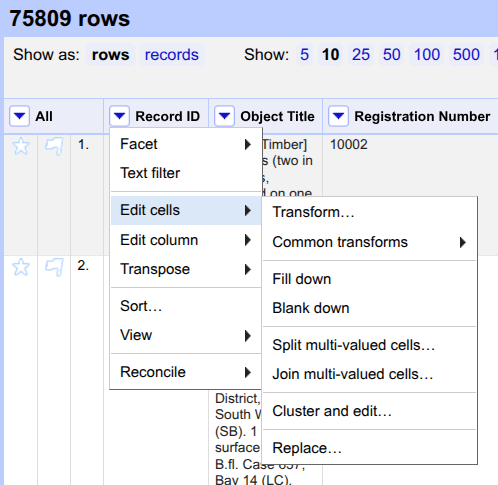 75809 rows
Show as: rows records Show: 5 10 25 50 100 500
All Record ID Object Title Registration Number
1. Timber] 10002
s (two in
s,
d on one
2.
Facet
Text filter
Edit cells
Edit column
Transpose
Sort…
View
Reconcile
Transform…
Common transforms
Fill down
Blank down
Split multi-valued cells…
Join multi-valued cells…
Cluster and edit…
Replace…
District,
South W
(SB). 1
surface
B.fl. Case 657,
Bay 14 (LC).